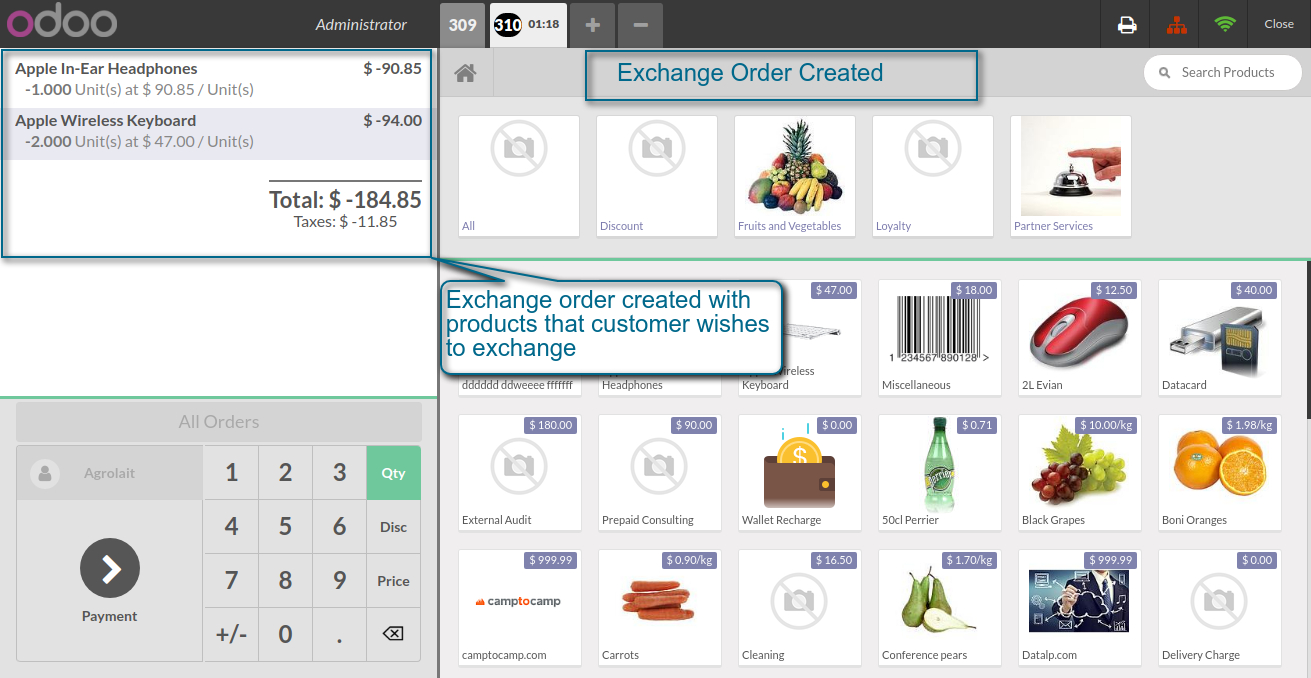 odoo
Administrator
309
310 01:18
+
−
Close
Apple In-Ear Headphones $ -90.85
-1.000 Unit(s) at $ 90.85 / Unit(s)
Apple Wireless Keyboard $ -94.00
-2.000 Unit(s) at $ 47.00 / Unit(s)
Total: $ -184.85
Taxes: $ -11.85
Exchange Order Created
Search Products
All
Discount
Fruits and Vegetables
Loyalty
Partner Services
Exchange order created with
products that customer wishes
to exchange
$ 47.00
$ 18.00
$ 12.50
$ 40.00
1 234567 890128 >
dddddd ddweeee fffffff
Headphones
Keyboard
Miscellaneous
2L Evian
Datacard
$ 180.00
$ 90.00
$ 0.00
$ 0.71
$ 10.00/kg
$ 1.98/kg
$
Perrier
External Audit
Prepaid Consulting
Wallet Recharge
50cl Perrier
Black Grapes
Boni Oranges
$ 999.99
$ 0.90/kg
$ 16.50
$ 1.70/kg
$ 999.99
$ 0.00
camptocamp
camptocamp.com
Carrots
Cleaning
Conference pears
Datalp.com
Delivery Charge
All Orders
Agrolait
Payment
1 2 3 Qty
4 5 6 Disc
7 8 9 Price
+/- 0 .